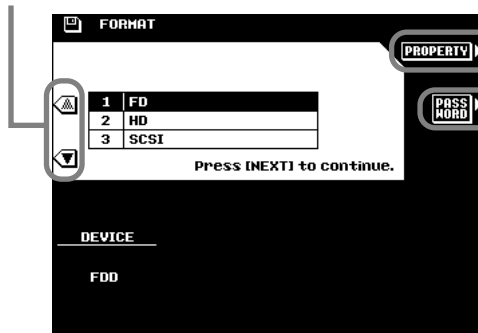 FORMAT
PROPERTY
1 FD
PASS
WORD
2 HD
3 SCSI
Press [NEXT] to continue.
DEVICE
FDD